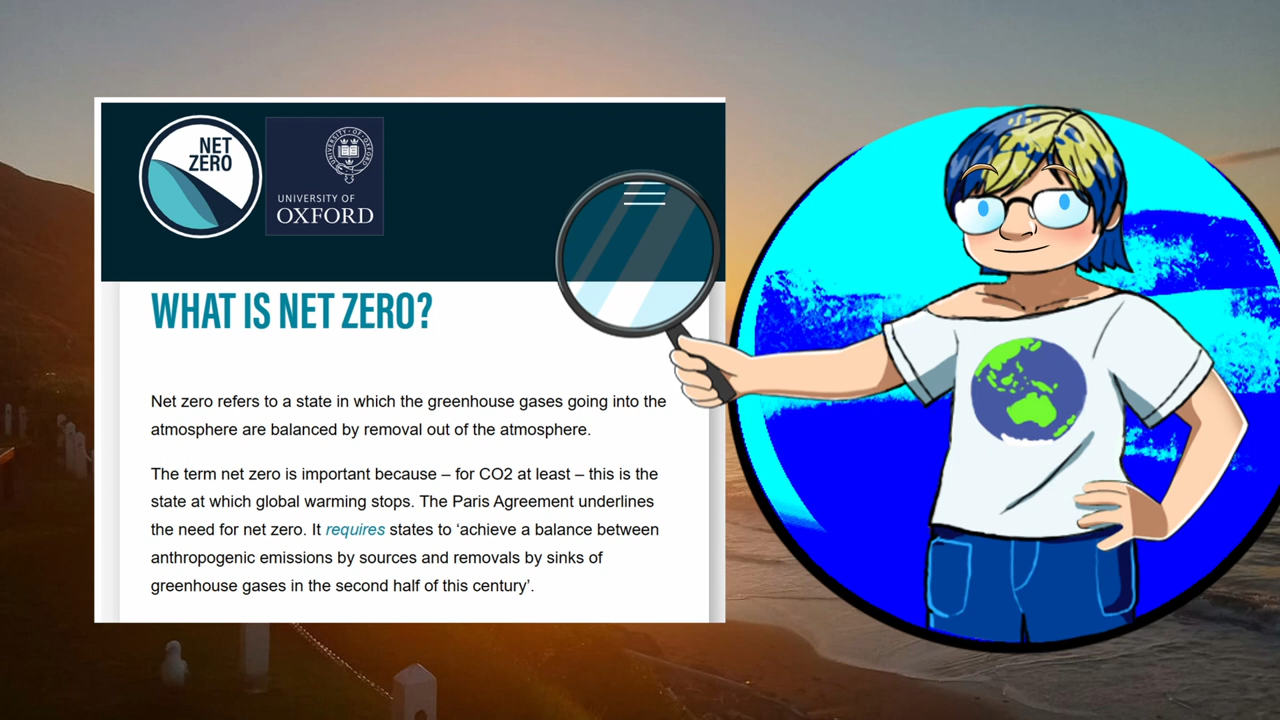 NET
ZERO
UNIVERSITY OF OXFORD
UNIVERSITY OF
OXFORD
WHAT IS NET ZERO?
Net zero refers to a state in which the greenhouse gases going into the
atmosphere are balanced by removal out of the atmosphere.
The term net zero is important because – for CO2 at least – this is the
state at which global warming stops. The Paris Agreement underlines
the need for net zero. It requires states to ‘achieve a balance between
anthropogenic emissions by sources and removals by sinks of
greenhouse gases in the second half of this century’.